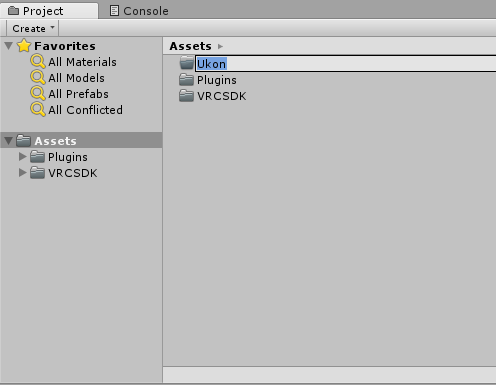 Project
Console
Create
Favorites
All Materials
All Models
All Prefabs
All Conflicted
Assets
Plugins
VRCSDK
Assets
Ukon
Plugins
VRCSDK